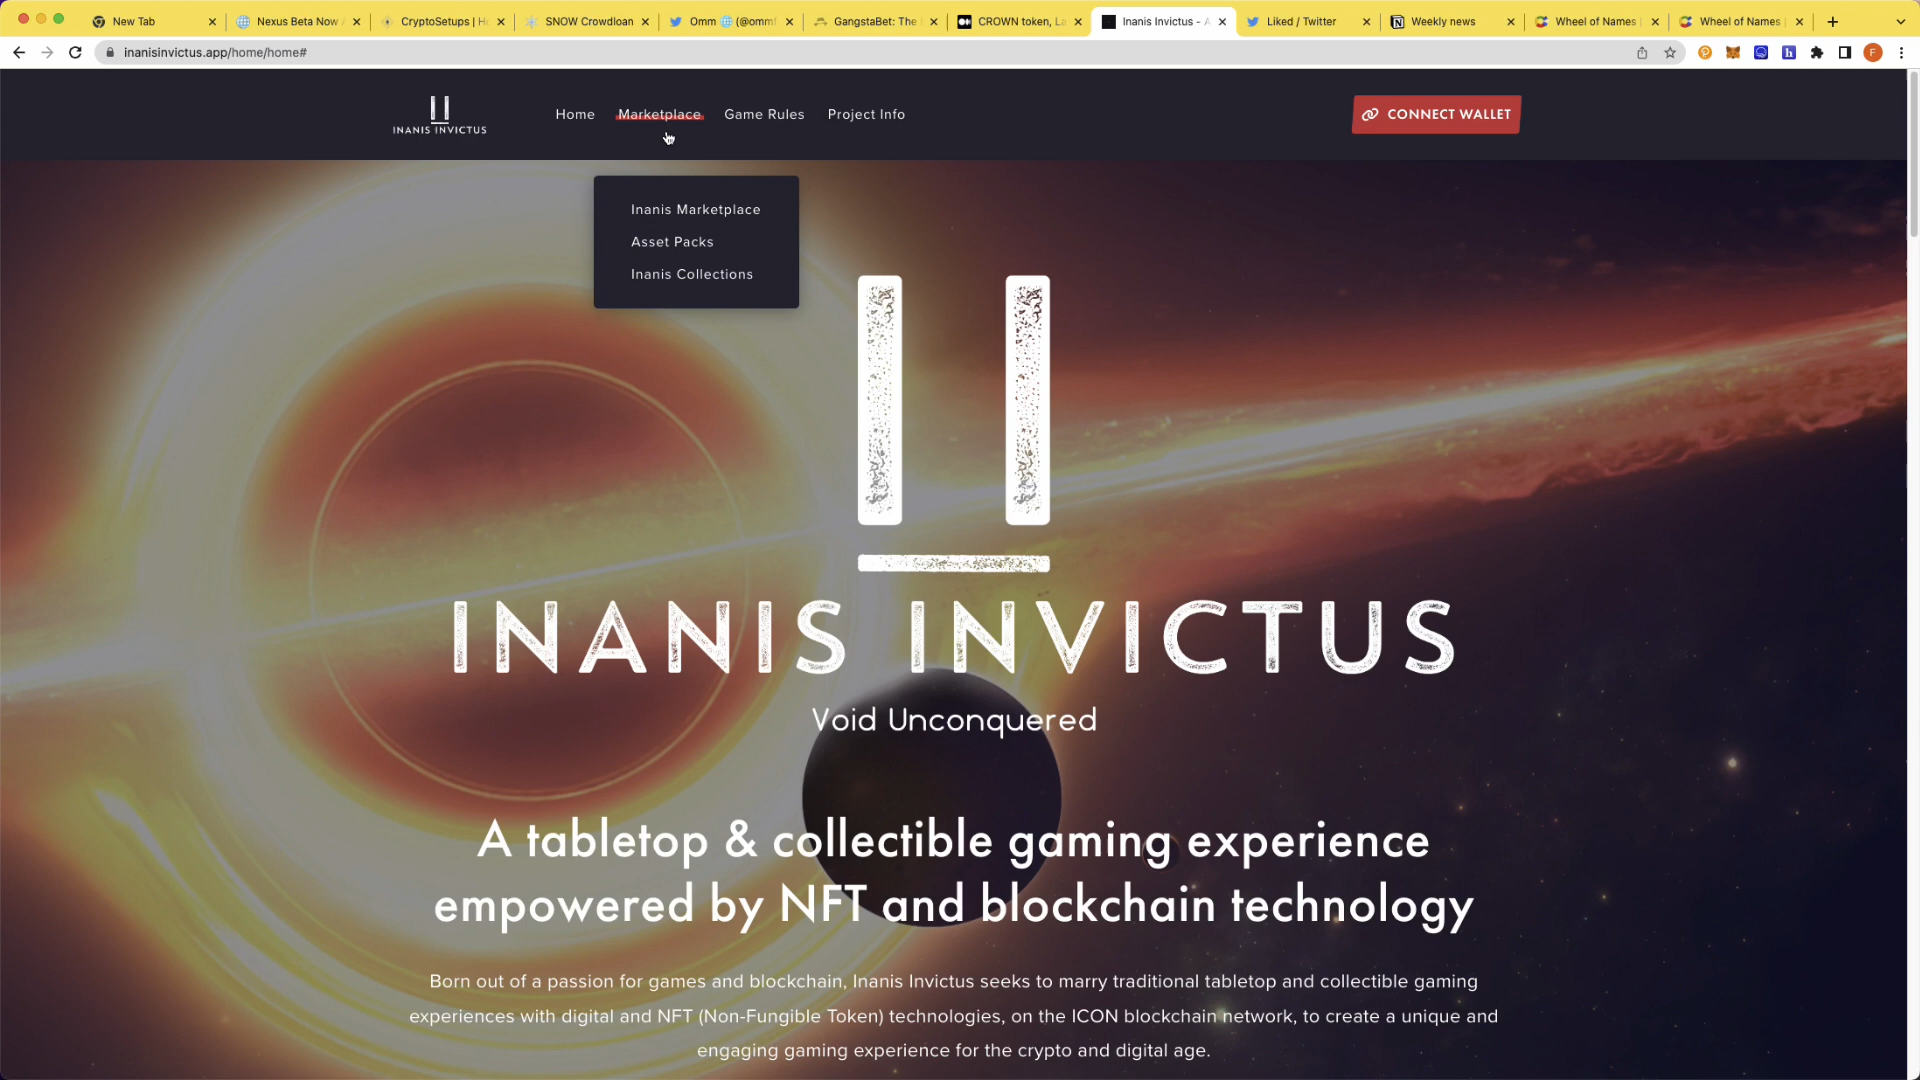 New Tab
Nexus Beta Now
CryptoSetups | H
SNOW Crowdloan
Omm 🌐 (@omm
GangstaBet: The
CROWN token, La
Inanis Invictus - A
Liked / Twitter
Weekly news
Wheel of Names |
Wheel of Names |
inanisinvictus.app/home/home#
F
INANIS INVICTUS
Home
Marketplace
Game Rules
Project Info
CONNECT WALLET
Inanis Marketplace
Asset Packs
Inanis Collections
INANIS INVICTUS
Void Unconquered
A tabletop & collectible gaming experience
empowered by NFT and blockchain technology
Born out of a passion for games and blockchain, Inanis Invictus seeks to marry traditional tabletop and collectible gaming
experiences with digital and NFT (Non-Fungible Token) technologies, on the ICON blockchain network, to create a unique and
engaging gaming experience for the crypto and digital age.